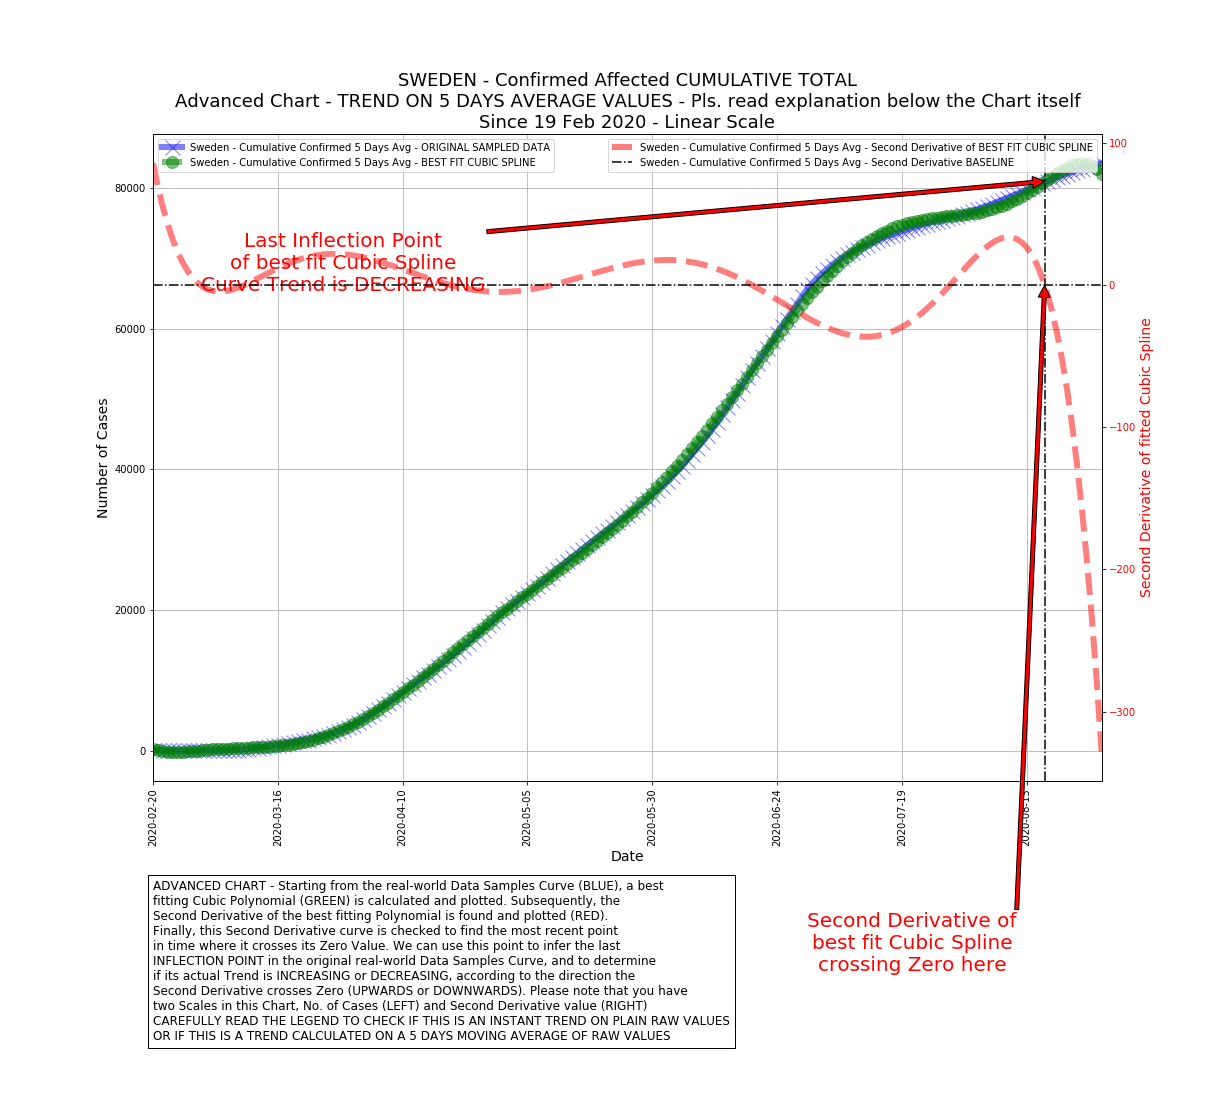 SWEDEN - Confirmed Affected CUMULATIVE TOTAL
Advanced Chart - TREND ON 5 DAYS AVERAGE VALUES - Pls. read explanation below the Chart itself
Since 19 Feb 2020 - Linear Scale
Sweden - Cumulative Confirmed 5 Days Avg - ORIGINAL SAMPLED DATA
Sweden - Cumulative Confirmed 5 Days Avg - BEST FIT CUBIC SPLINE
Sweden - Cumulative Confirmed 5 Days Avg - Second Derivative of BEST FIT CUBIC SPLINE
Sweden - Cumulative Confirmed 5 Days Avg - Second Derivative BASELINE
Last Inflection Point
of best fit Cubic Spline
Curve Trend is DECREASING
Number of Cases
80000
60000
40000
20000
0
100
0
−100
−200
−300
Second Derivative of fitted Cubic Spline
2020-02-20
2020-03-16
2020-04-10
2020-05-05
2020-05-30
2020-06-24
2020-07-19
2020-08-13
Date
Second Derivative of
best fit Cubic Spline
crossing Zero here
ADVANCED CHART - Starting from the real-world Data Samples Curve (BLUE), a best
fitting Cubic Polynomial (GREEN) is calculated and plotted. Subsequently, the
Second Derivative of the best fitting Polynomial is found and plotted (RED).
Finally, this Second Derivative curve is checked to find the most recent point
in time where it crosses its Zero Value. We can use this point to infer the last
INFLECTION POINT in the original real-world Data Samples Curve, and to determine
if its actual Trend is INCREASING or DECREASING, according to the direction the
Second Derivative crosses Zero (UPWARDS or DOWNWARDS). Please note that you have
two Scales in this Chart, No. of Cases (LEFT) and Second Derivative value (RIGHT)
CAREFULLY READ THE LEGEND TO CHECK IF THIS IS AN INSTANT TREND ON PLAIN RAW VALUES
OR IF THIS IS A TREND CALCULATED ON A 5 DAYS MOVING AVERAGE OF RAW VALUES